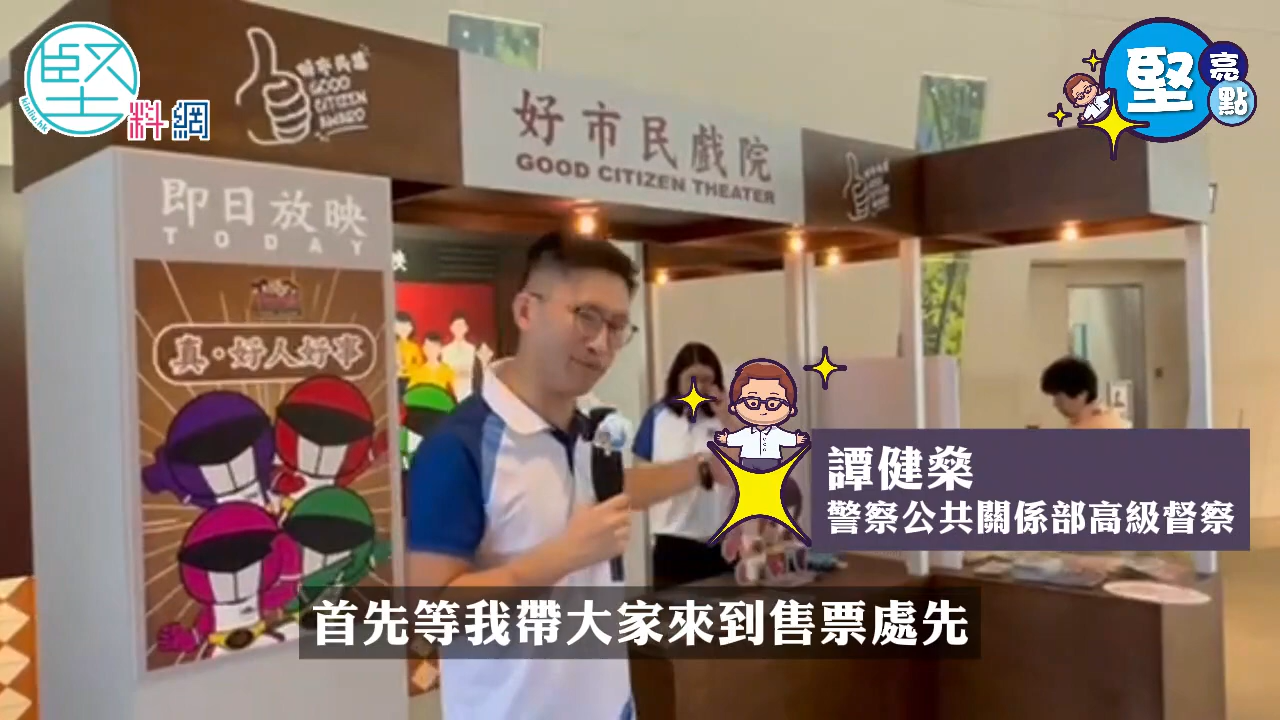 堅
料網
kinliu.hk
好市民獎
GOOD
CITIZEN
AWARD
好市民戲院
GOOD CITIZEN THEATER
即日放映
TODAY
真·好人好事
堅
亮
點
譚健燊
警察公共關係部高級督察
首先等我帶大家來到售票處先